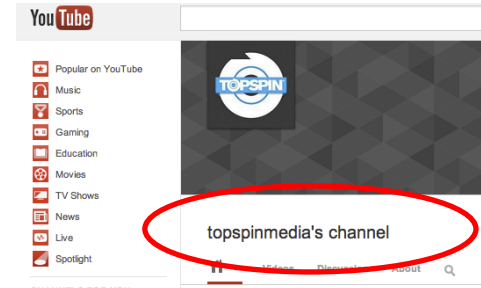 YouTube
Popular on YouTube
Music
Sports
Gaming
Education
Movies
TV Shows
News
Live
Spotlight
TOPSPIN
topspinmedia's channel
Videos Discussion About